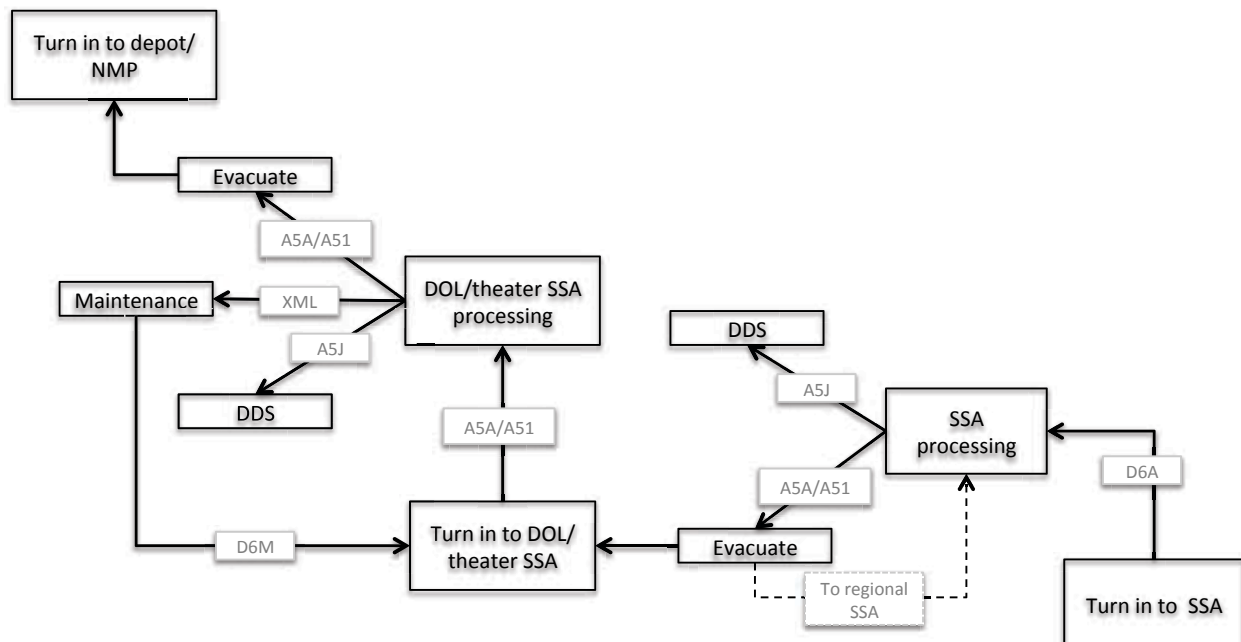 Turn in to depot/
NMP
Evacuate
A5A/A51
Maintenance
XML
DOL/theater SSA
processing
A5J
DDS
DDS
A5J
A5A/A51
SSA
processing
D6A
A5A/A51
D6M
Turn in to DOL/
theater SSA
Evacuate
To regional
SSA
Turn in to SSA